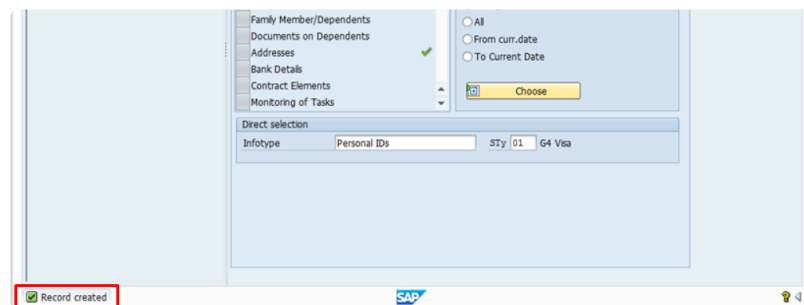 Family Member/Dependents
Documents on Dependents
Addresses
Bank Details
Contract Elements
Monitoring of Tasks
All
From curr.date
To Current Date
Choose
Direct selection
Infotype Personal IDs STy 01 G4 Visa
Record created SAP